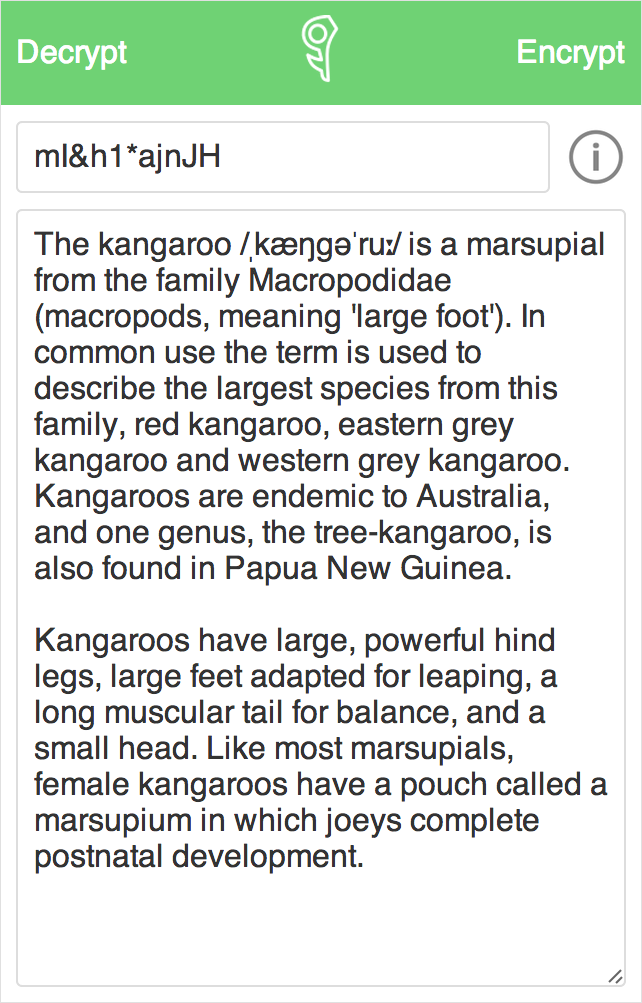 Decrypt
Encrypt
ml&h1*ajnJH
The kangaroo /ˌkæŋɡəˈruː/ is a marsupial
from the family Macropodidae
(macropods, meaning 'large foot'). In
common use the term is used to
describe the largest species from this
family, red kangaroo, eastern grey
kangaroo and western grey kangaroo.
Kangaroos are endemic to Australia,
and one genus, the tree-kangaroo, is
also found in Papua New Guinea.
Kangaroos have large, powerful hind
legs, large feet adapted for leaping, a
long muscular tail for balance, and a
small head. Like most marsupials,
female kangaroos have a pouch called a
marsupium in which joeys complete
postnatal development.